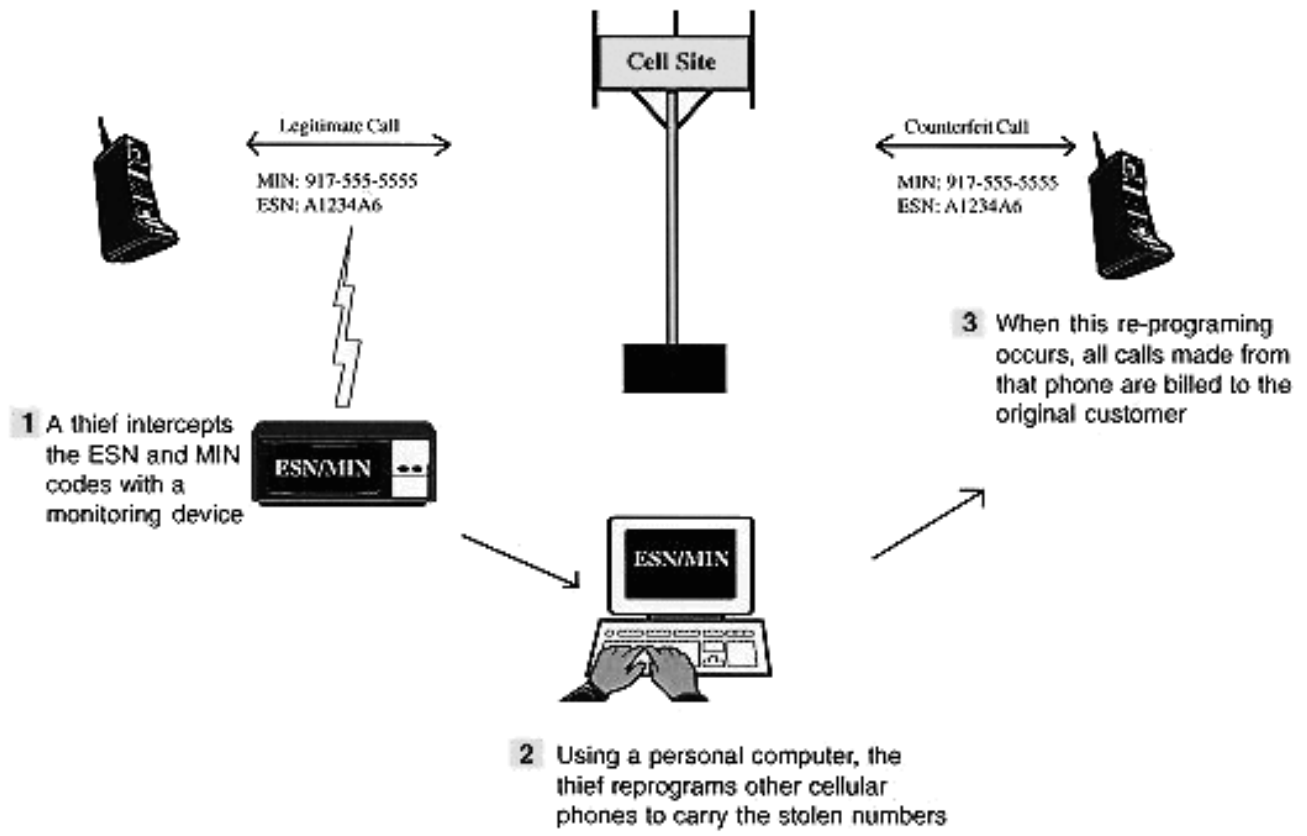 Cell Site
Legitimate Call
MIN: 917-555-5555
ESN: A1234A6
Counterfeit Call
MIN: 917-555-5555
ESN: A1234A6
1 A thief intercepts
the ESN and MIN
codes with a
monitoring device
ESN/MIN
ESN/MIN
2 Using a personal computer, the
thief reprograms other cellular
phones to carry the stolen numbers
3 When this re-programing
occurs, all calls made from
that phone are billed to the
original customer